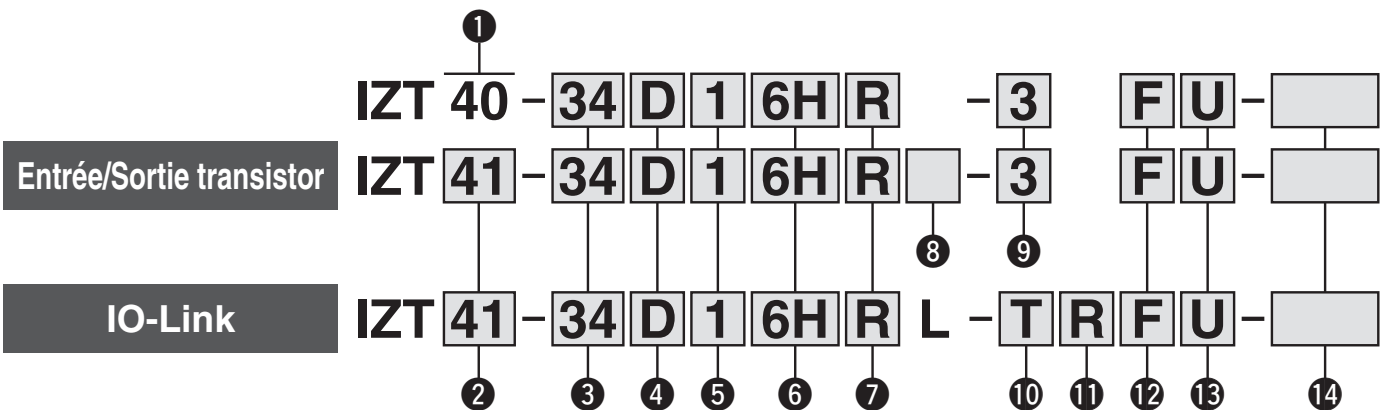 ❶
IZT 40 - 34 D 1 6H R - 3 F U -
Entrée/Sortie transistor IZT 41 - 34 D 1 6H R - 3 F U -
❽ ❾
IO-Link IZT 41 - 34 D 1 6H R L - T R F U -
❷ ❸ ❹ ❺ ❻ ❼ ❿ ⓫ ⓬ ⓭ ⓮